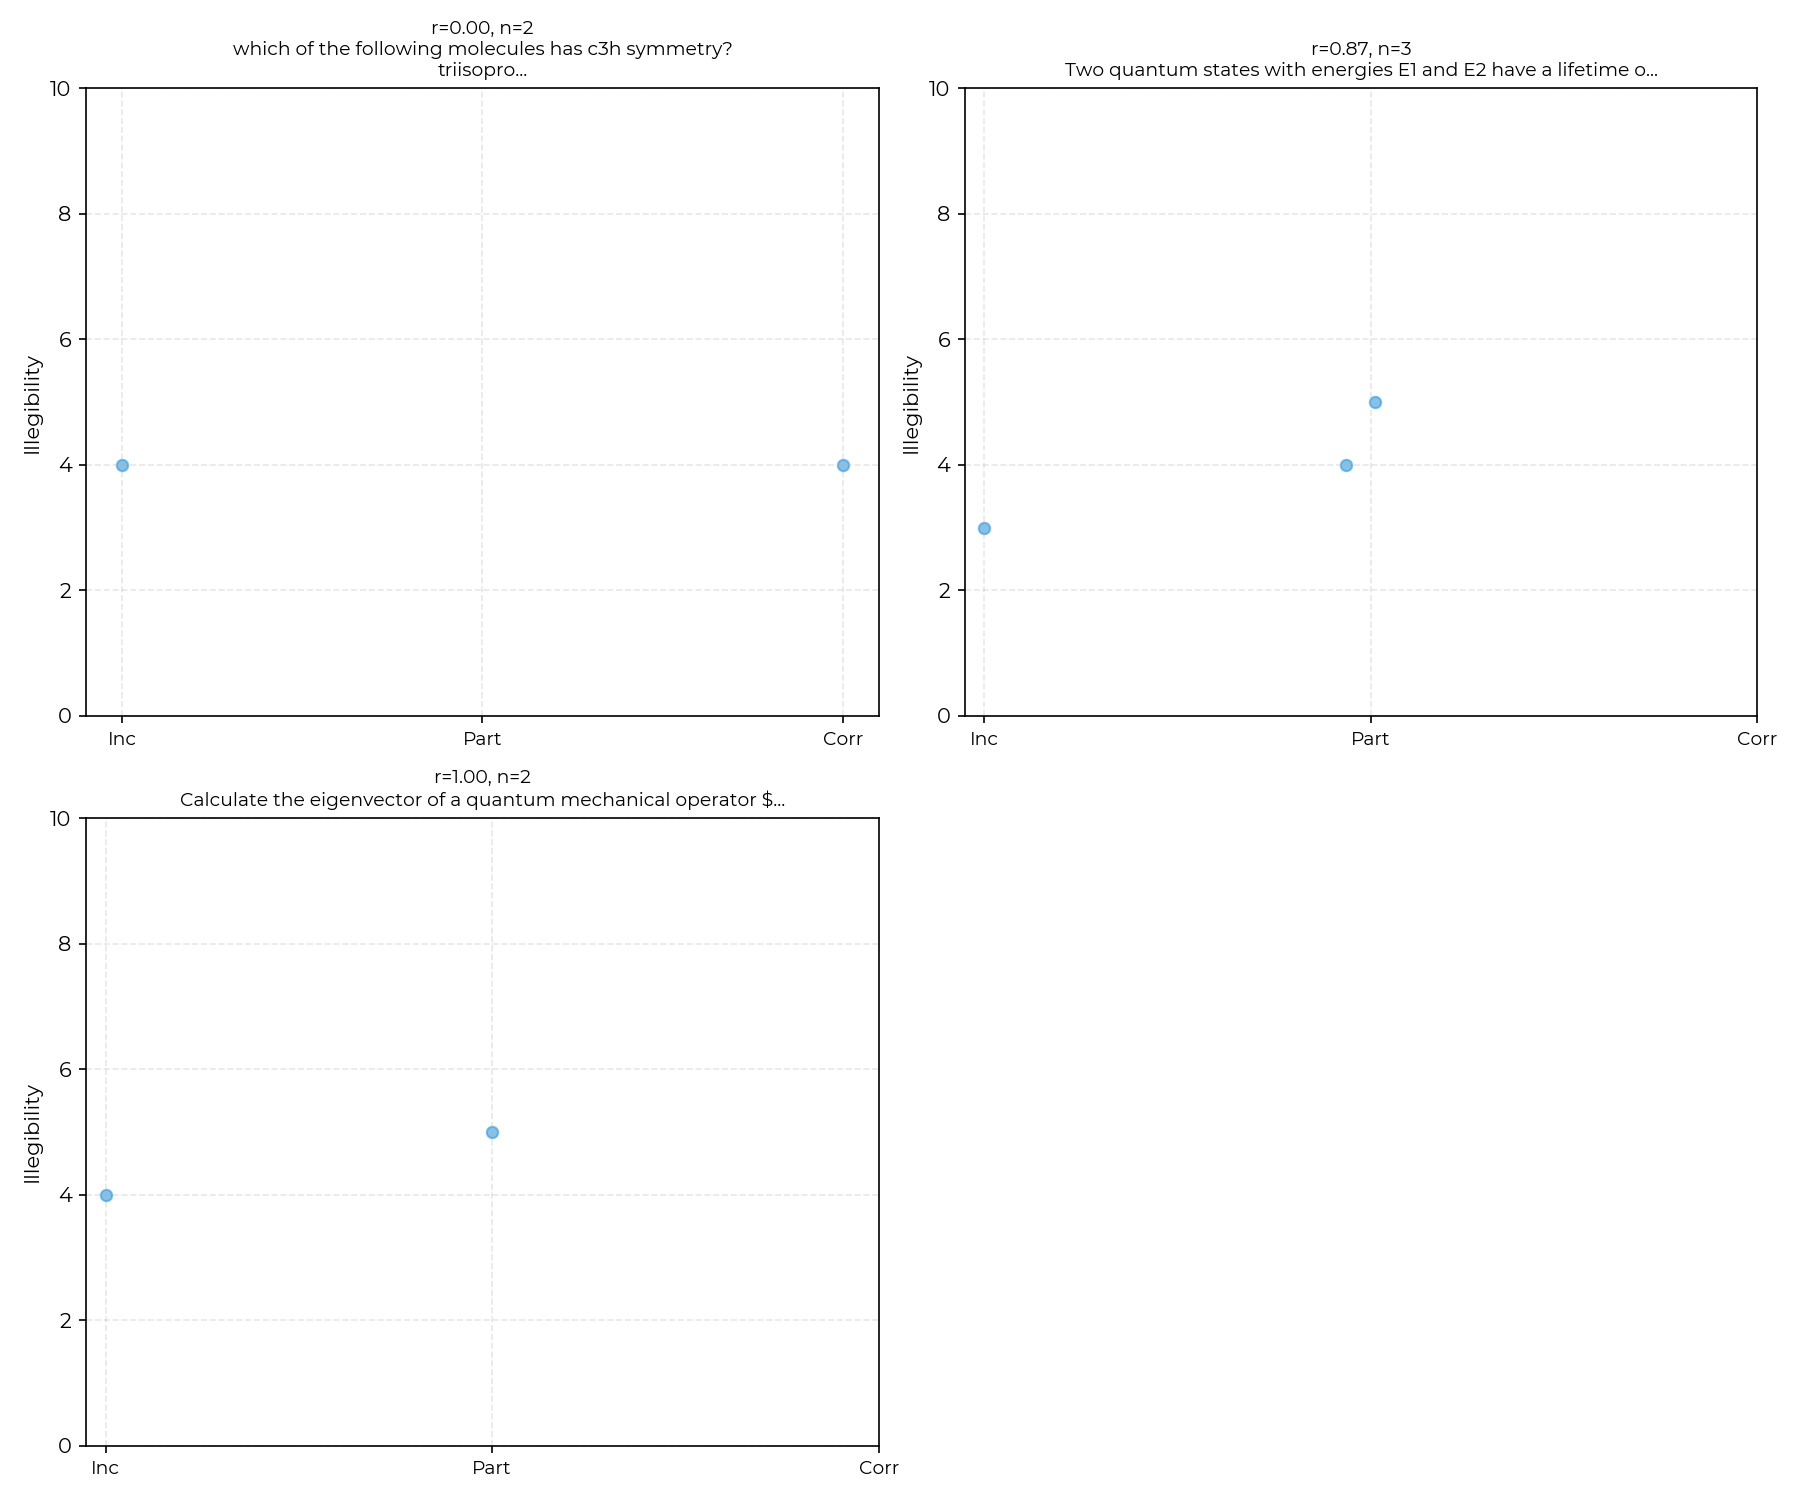 r=0.00, n=2
which of the following molecules has c3h symmetry?
triisopro...
10
8
6
4
2
0
Illegibility
Inc Part Corr
r=0.87, n=3
Two quantum states with energies E1 and E2 have a lifetime o...
10
8
6
4
2
0
Illegibility
Inc Part Corr
r=1.00, n=2
Calculate the eigenvector of a quantum mechanical operator $...
10
8
6
4
2
0
Illegibility
Inc Part Corr